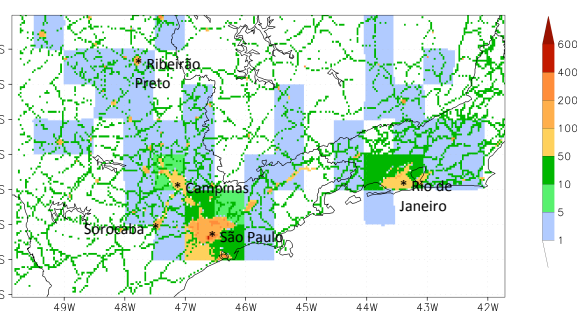 600
400
200
100
50
10
5
1
Ribeirão
Preto
Campinas
Rio de
Janeiro
Sorocaba
São Paulo
S
S
S
S
S
S
S
S
49W
48W
47W
46W
45W
44W
43W
42W